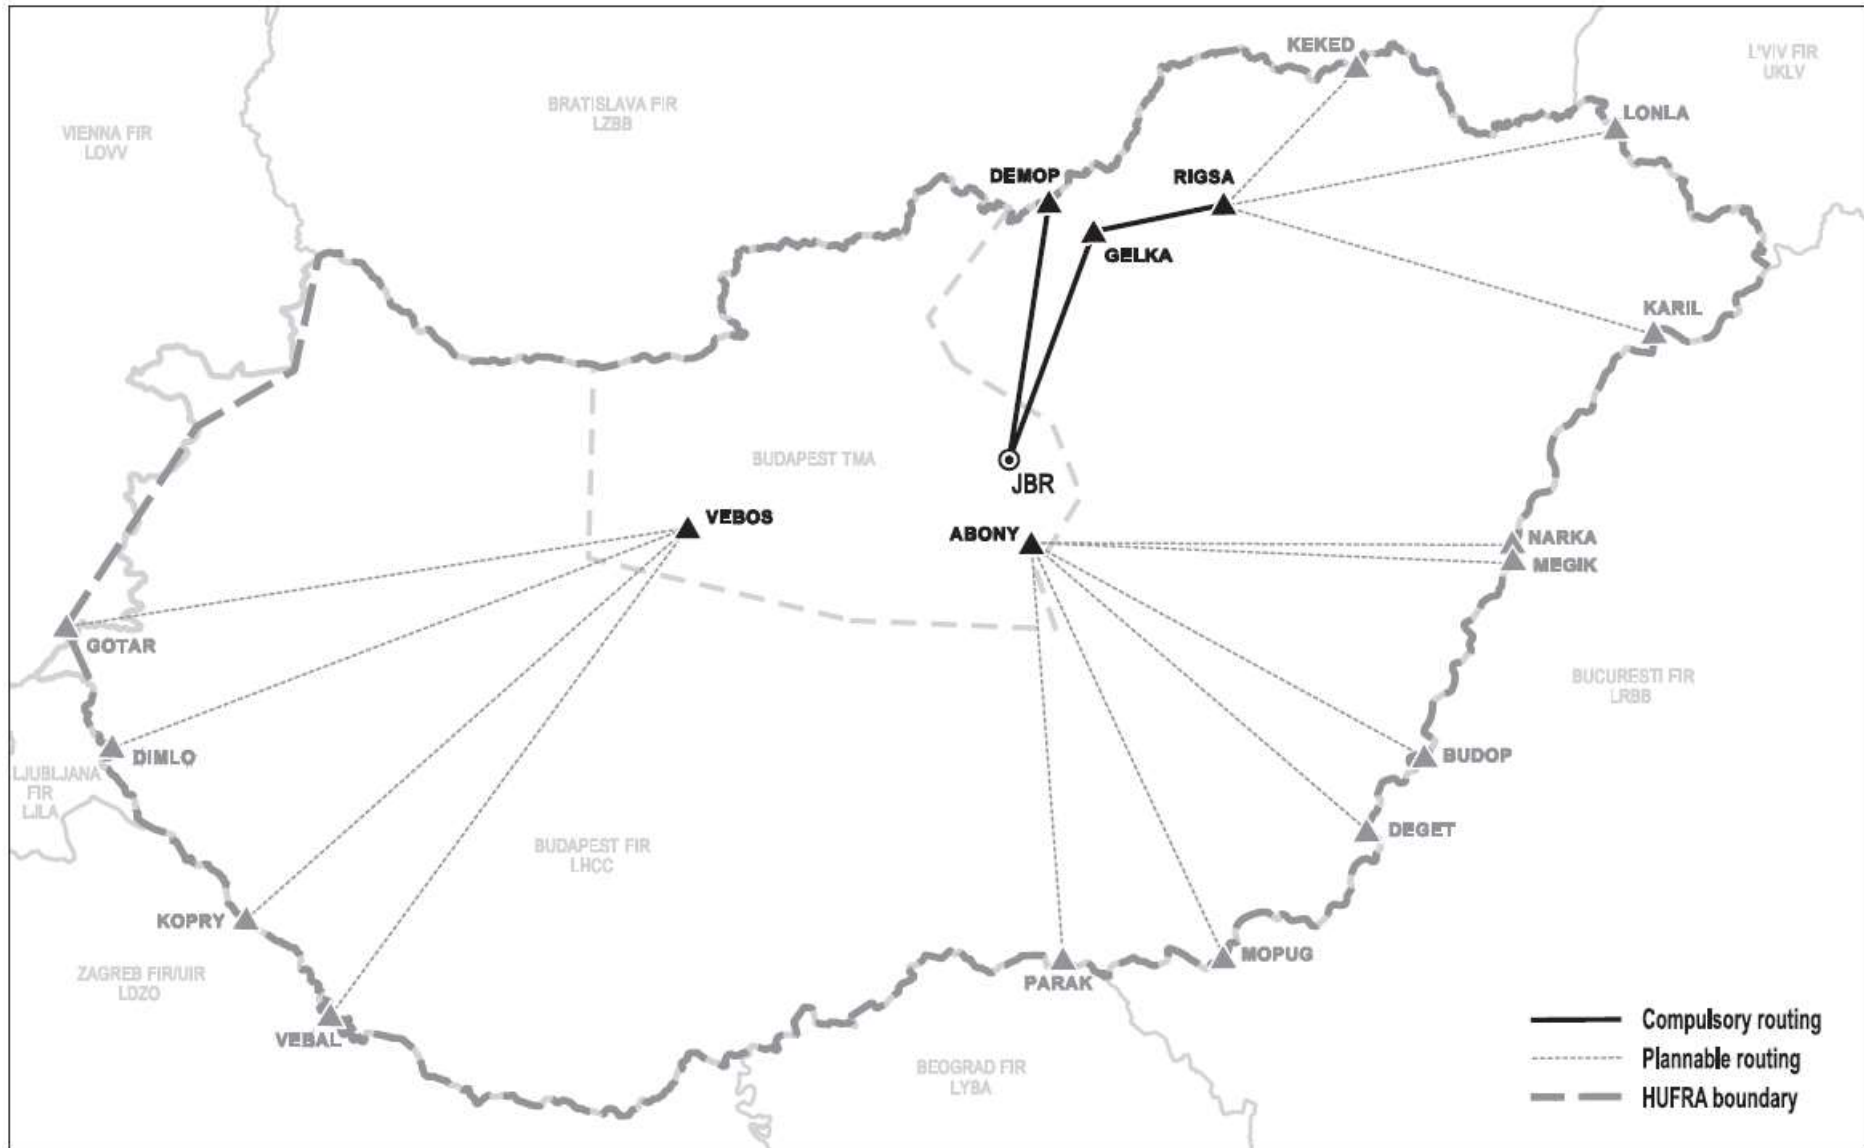 KEKED
L'VIV FIR
UKLV
BRATISLAVA FIR
LZBB
LONLA
VIENNA FIR
LOVV
DEMOP
RIGSA
GELKA
KARIL
BUDAPEST TMA
JBR
VEBOS
ABONY
NARKA
MEGIK
GOTAR
BUCURESTI FIR
LRBB
DIMLO
BUDOP
LJUBLJANA
FIR
LJLA
DEGET
BUDAPEST FIR
LHCC
KOPRY
MOPUG
ZAGREB FIR/UIR
LDZO
PARAK
VEBAL
BEOGRAD FIR
LYBA
Compulsory routing
Plannable routing
HUFRA boundary